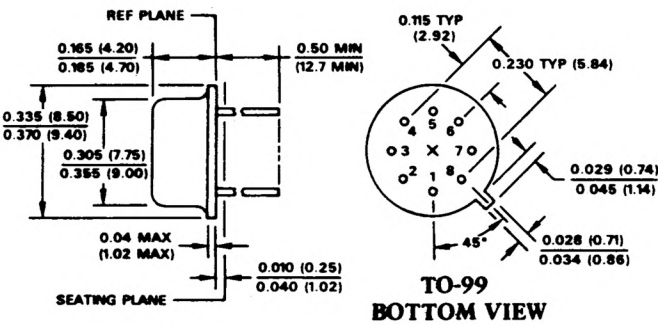 REF PLANE
0.165 (4.20)
0.185 (4.70)
0.50 MIN
(12.7 MIN)
0.335 (8.50)
0.370 (9.40)
0.305 (7.75)
0.355 (9.00)
0.04 MAX
(1.02 MAX)
0.010 (0.25)
0.040 (1.02)
SEATING PLANE
0.115 TYP
(2.92)
0.230 TYP (5.84)
5
4
6
3
7
2
8
1
0.029 (0.74)
0.045 (1.14)
45°
0.028 (0.71)
0.034 (0.86)
TO-99
BOTTOM VIEW